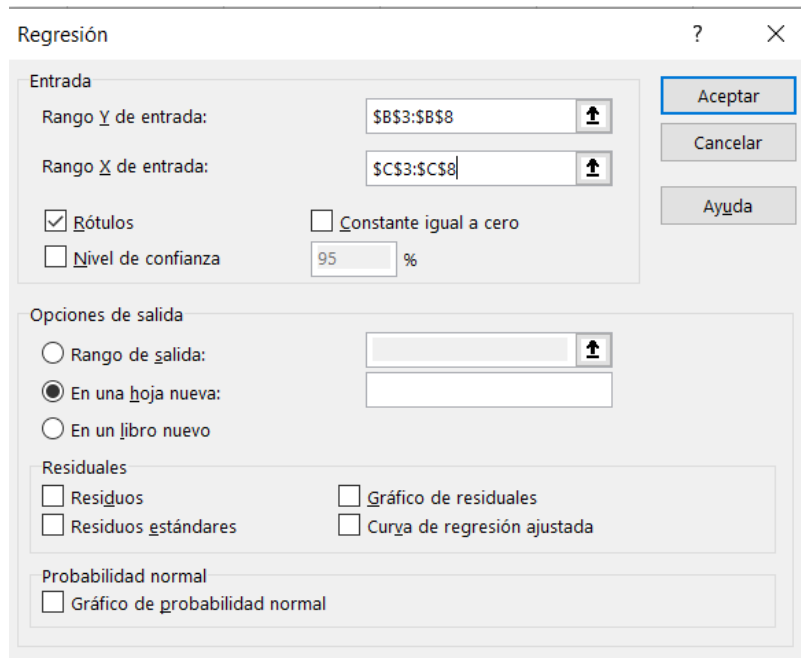 Regresión ? ×
Entrada
Rango Y de entrada: $B$3:$B$8
Aceptar
Cancelar
Rango X de entrada: $C$3:$C$8
Ayuda
Rótulos Constante igual a cero
Nivel de confianza 95 %
Opciones de salida
Rango de salida:
En una hoja nueva:
En un libro nuevo
Residuales
Residuos Gráfico de residuales
Residuos estándares Curva de regresión ajustada
Probabilidad normal
Gráfico de probabilidad normal